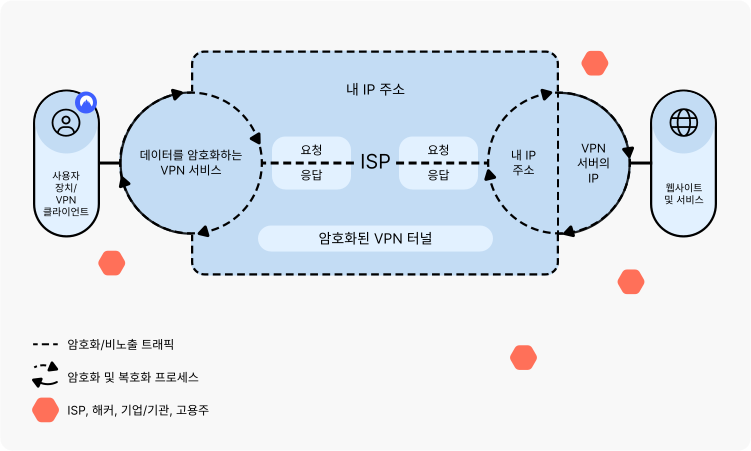 내 IP 주소
사용자
장치/
VPN
클라이언트
데이터를 암호화하는
VPN 서비스
요청
응답
ISP
요청
응답
내 IP
주소
VPN
서버의
IP
웹사이트
및 서비스
암호화된 VPN 터널
암호화/비노출 트래픽
암호화 및 복호화 프로세스
ISP, 해커, 기업/기관, 고용주